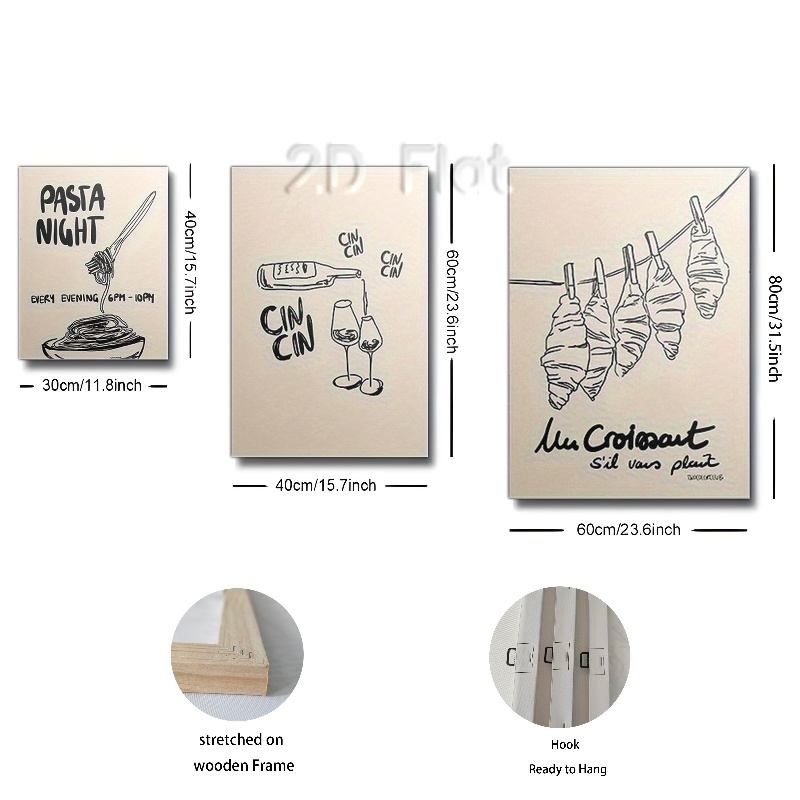 2.D Flat
PASTA
NIGHT
EVERY EVENING 6PM - 10PM
40cm/15.7inch
30cm/11.8inch
CIN
CIN
CIN
CIN
CIN
CIN
60cm/23.6inch
40cm/15.7inch
Un Croissant
s'il vous plait
80cm/31.5inch
60cm/23.6inch
stretched on
wooden Frame
Hook
Ready to Hang